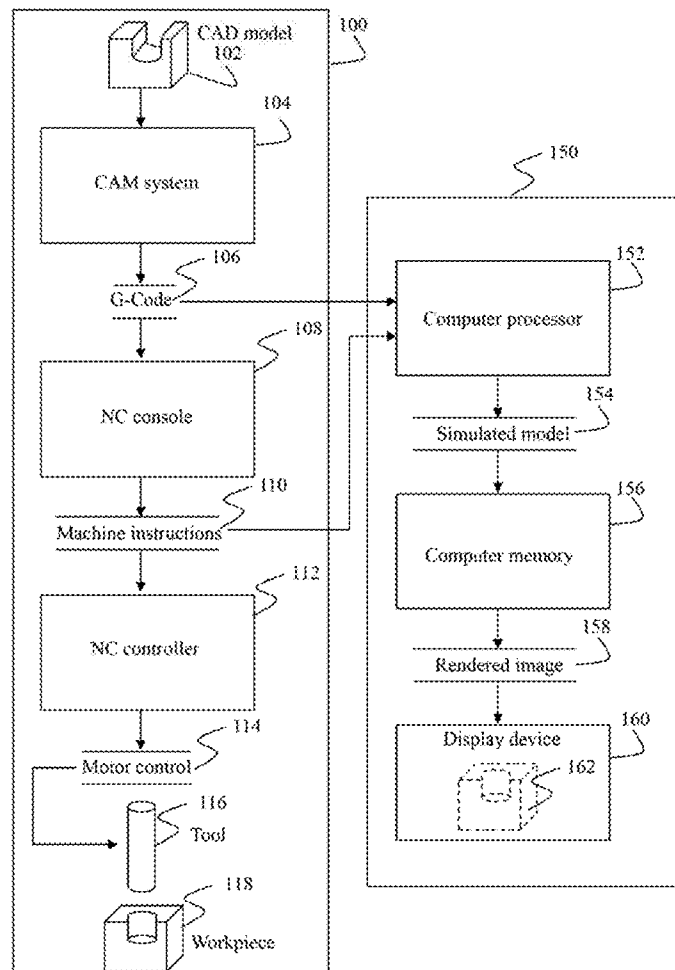 CAD model
102
100
104
CAM system
106
G-Code
108
NC console
110
Machine instructions
112
NC controller
114
Motor control
116
Tool
118
Workpiece
150
152
Computer processor
154
Simulated model
156
Computer memory
158
Rendered image
160
Display device
162